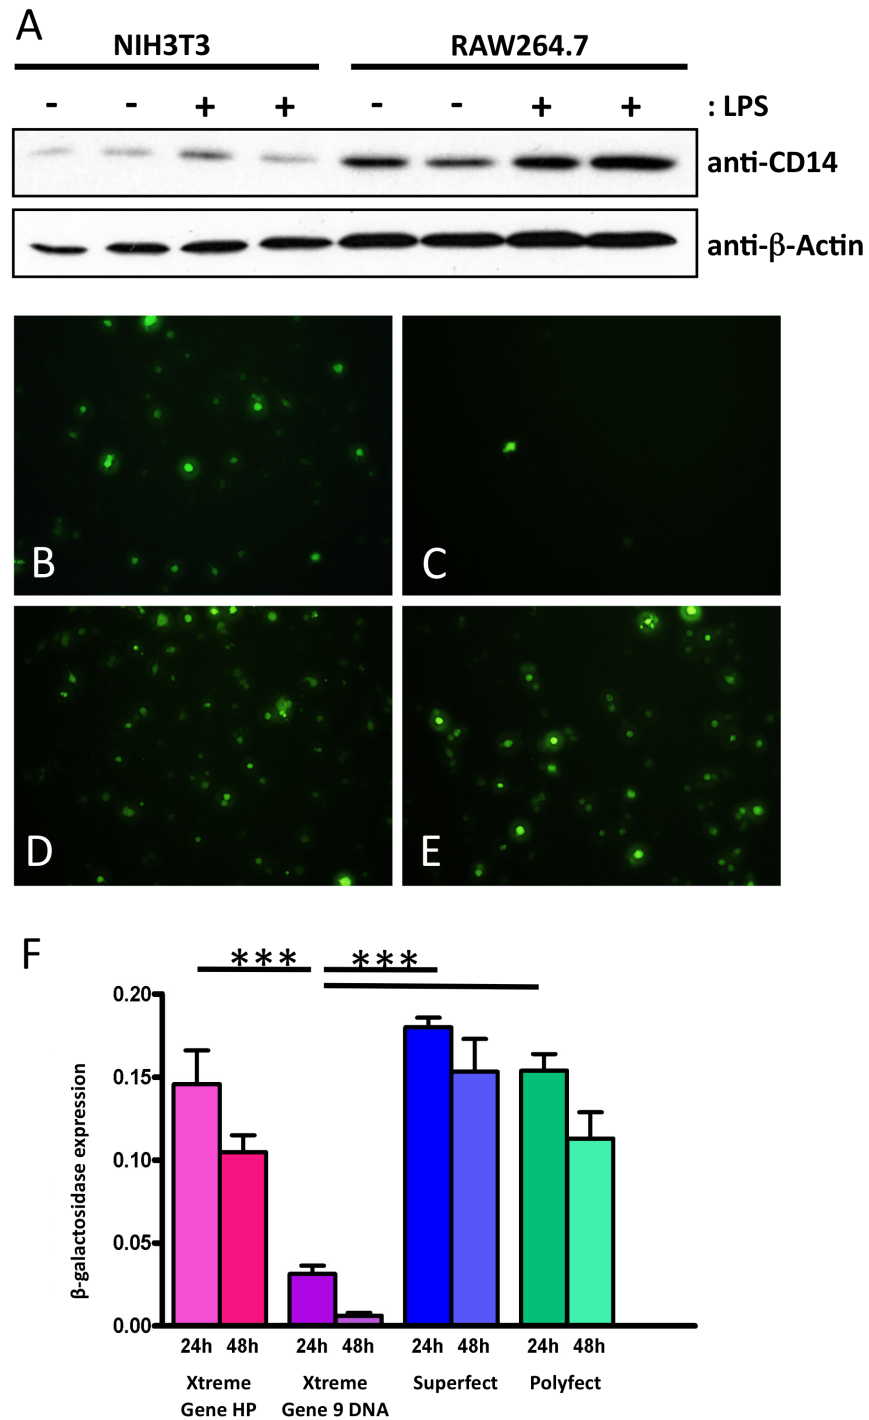 A
NIH3T3 RAW264.7
- - + + - - + + : LPS
anti-CD14
anti-β-Actin
B C
D E
F
*** ***
0.20
0.15
0.10
0.05
0.00
β-galactosidase expression
24h 48h 24h 48h 24h 48h 24h 48h
Xtreme Xtreme Superfect Polyfect
Gene HP Gene 9 DNA